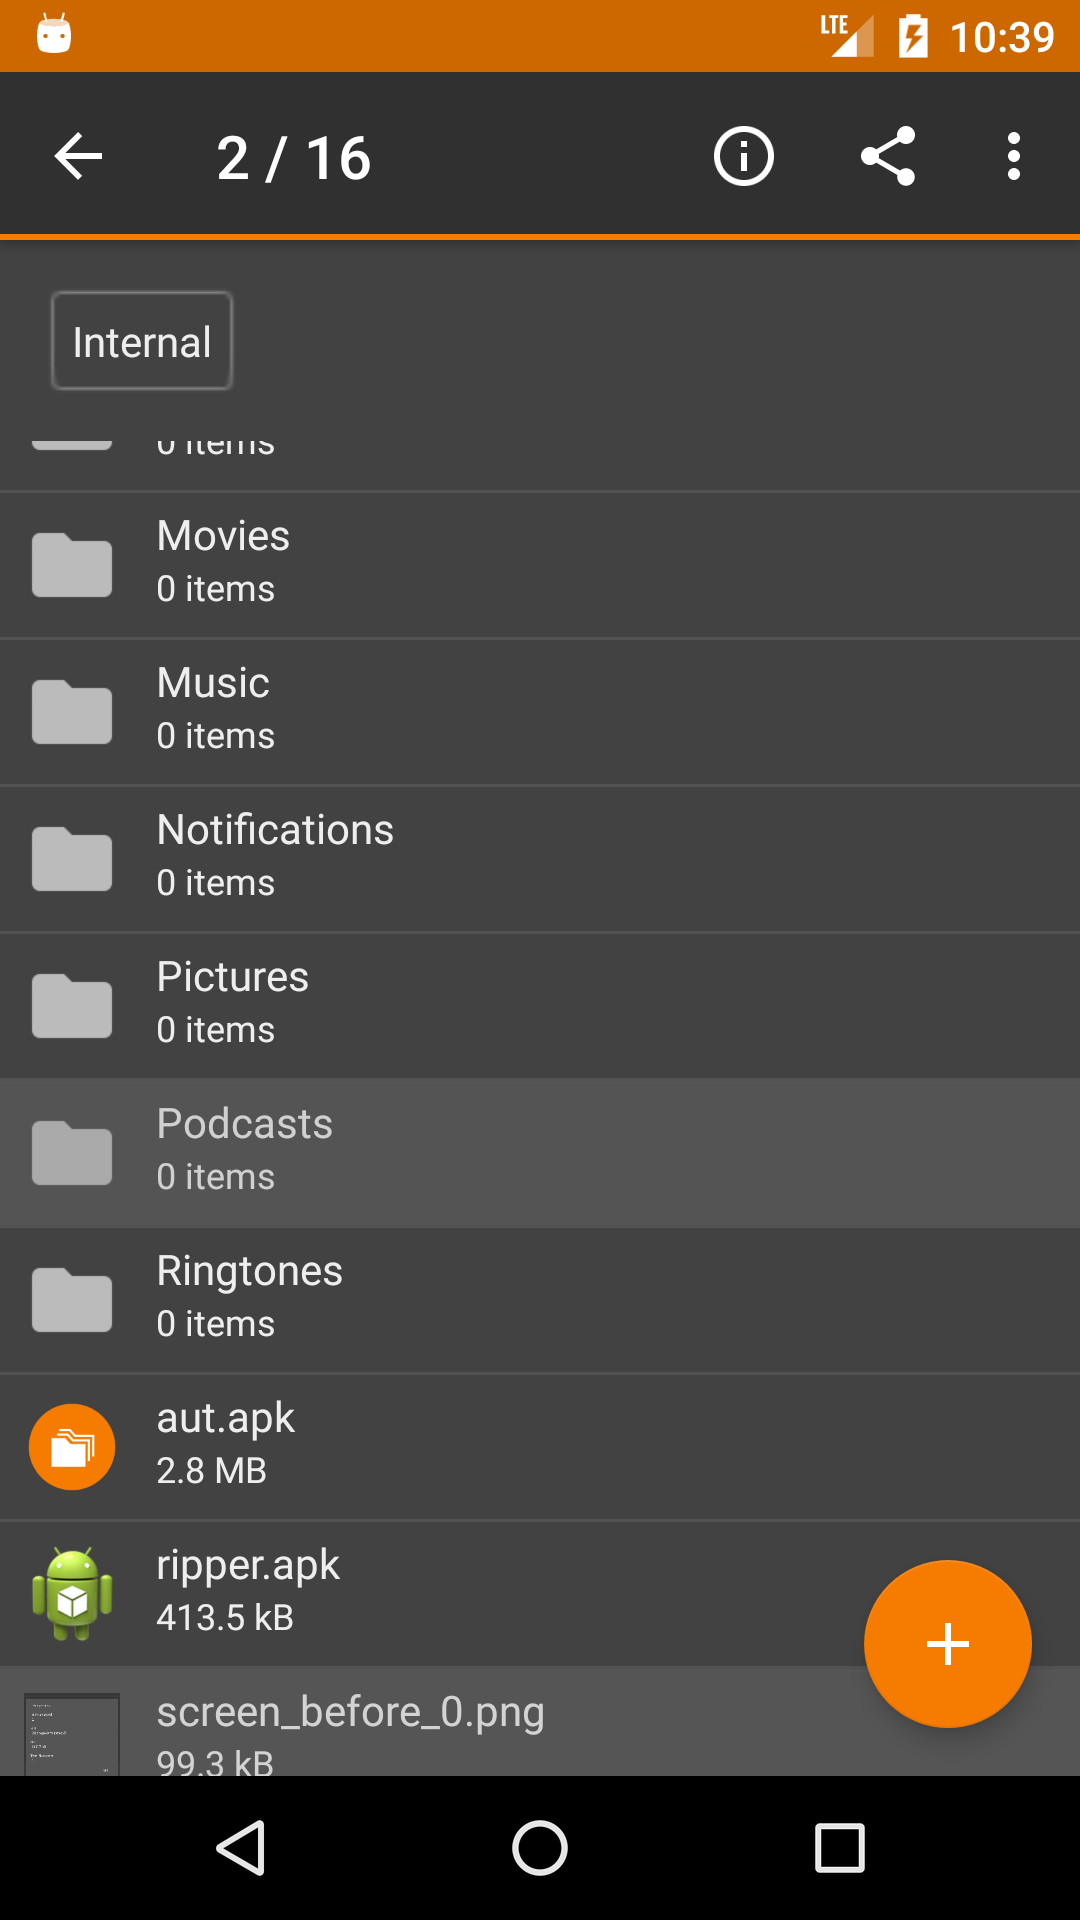 LTE 10:39
2 / 16
Internal
0 items
Movies
0 items
Music
0 items
Notifications
0 items
Pictures
0 items
Podcasts
0 items
Ringtones
0 items
aut.apk
2.8 MB
ripper.apk
413.5 kB
screen_before_0.png
99.3 kB